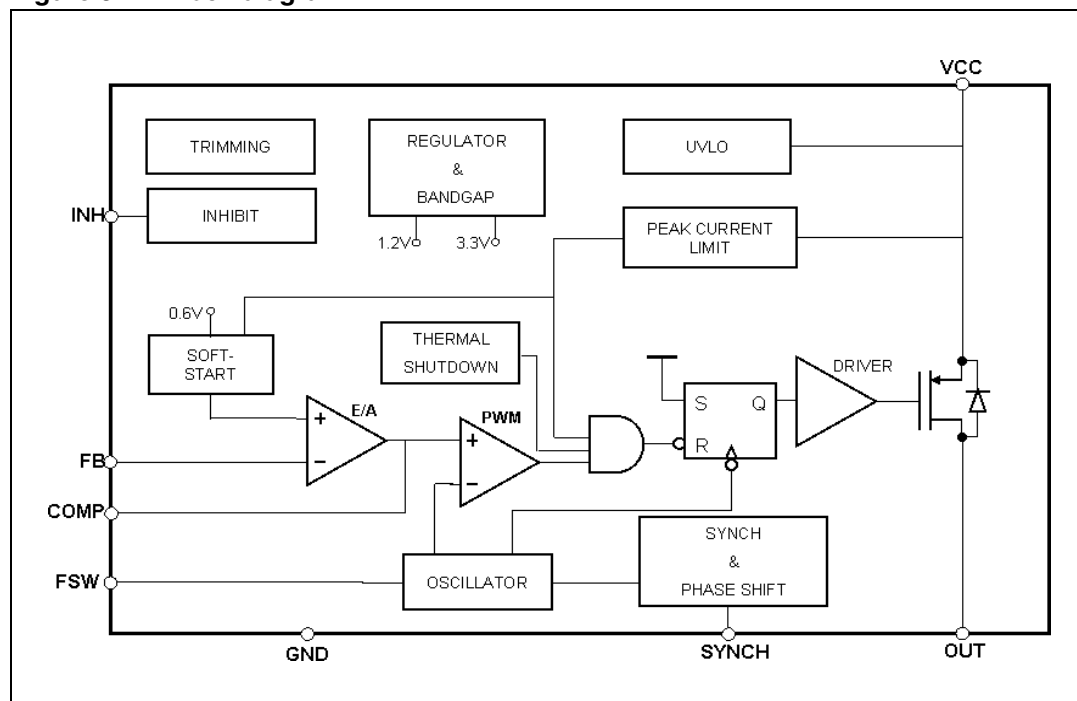 VCC
TRIMMING
REGULATOR
&
BANDGAP
UVLO
INH
INHIBIT
1.2V
3.3V
PEAK CURRENT
LIMIT
0.6V
SOFT-
START
THERMAL
SHUTDOWN
DRIVER
E/A
PWM
S
Q
R
+
-
+
-
FB
COMP
FSW
OSCILLATOR
SYNCH
&
PHASE SHIFT
GND
SYNCH
OUT